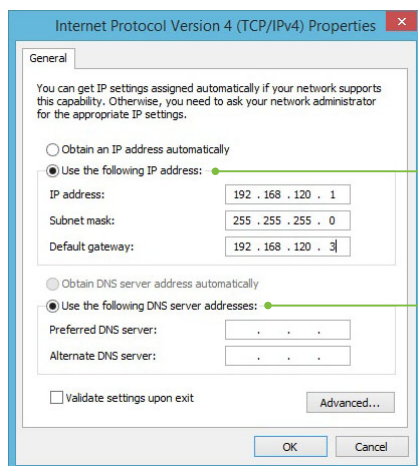 Internet Protocol Version 4 (TCP/IPv4) Properties
General
You can get IP settings assigned automatically if your network supports
this capability. Otherwise, you need to ask your network administrator
for the appropriate IP settings.
Obtain an IP address automatically
Use the following IP address:
IP address: 192 . 168 . 120 . 1
Subnet mask: 255 . 255 . 255 . 0
Default gateway: 192 . 168 . 120 . 3
Obtain DNS server address automatically
Use the following DNS server addresses:
Preferred DNS server: . . .
Alternate DNS server: . . .
Validate settings upon exit
Advanced...
OK Cancel